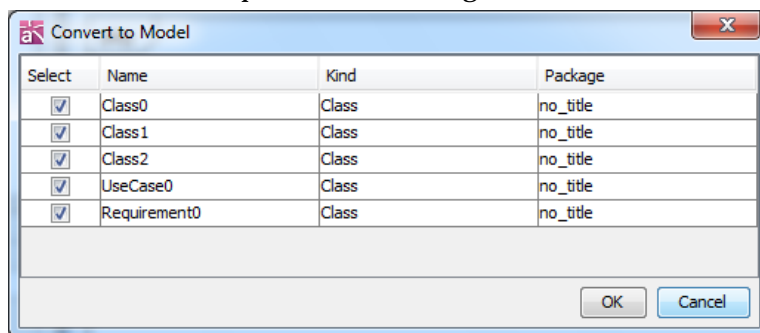 Convert to Model
Select Name Kind Package
Class0 Class no_title
Class1 Class no_title
Class2 Class no_title
UseCase0 Class no_title
Requirement0 Class no_title
OK Cancel